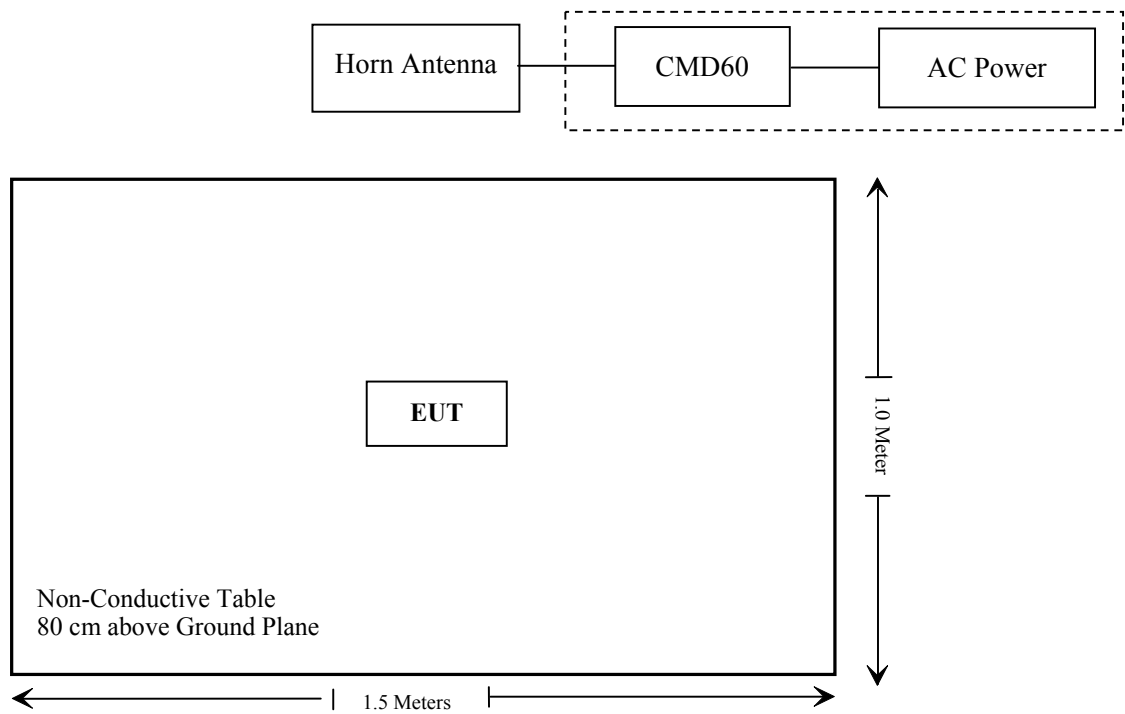 Horn Antenna
CMD60
AC Power
EUT
1.0 Meter
Non-Conductive Table
80 cm above Ground Plane
1.5 Meters